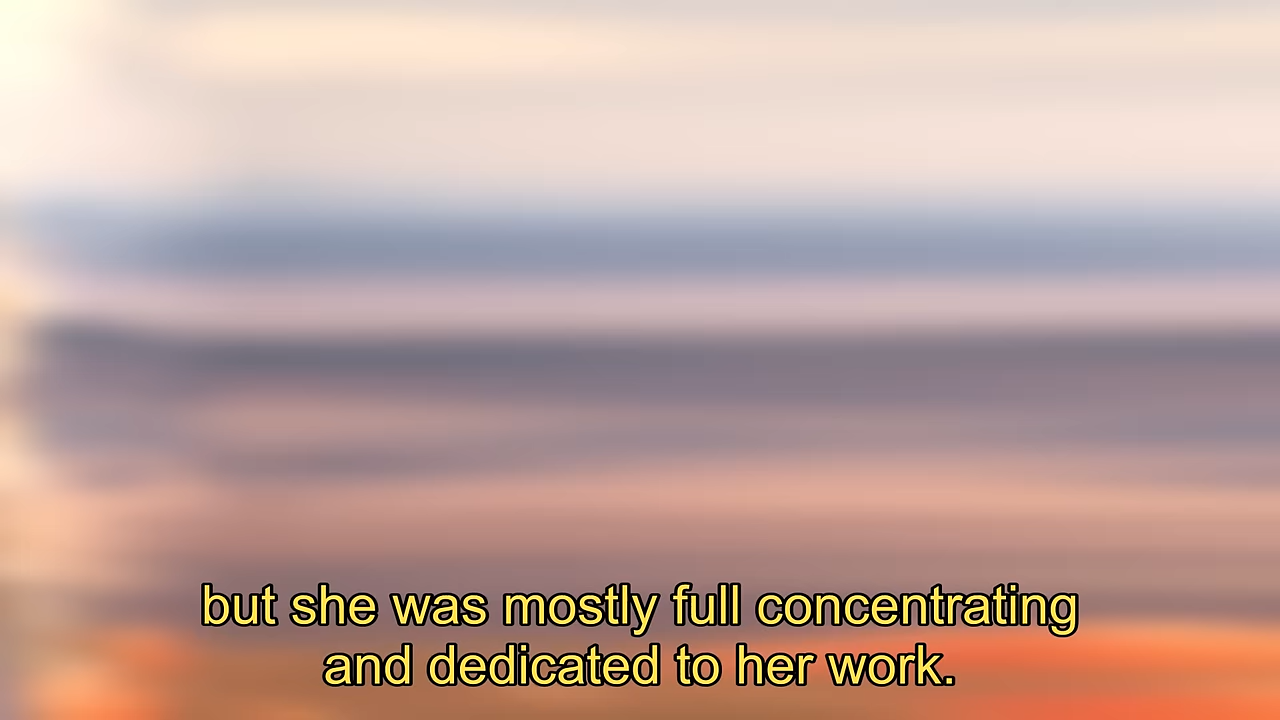 but she was mostly full concentrating
and dedicated to her work.